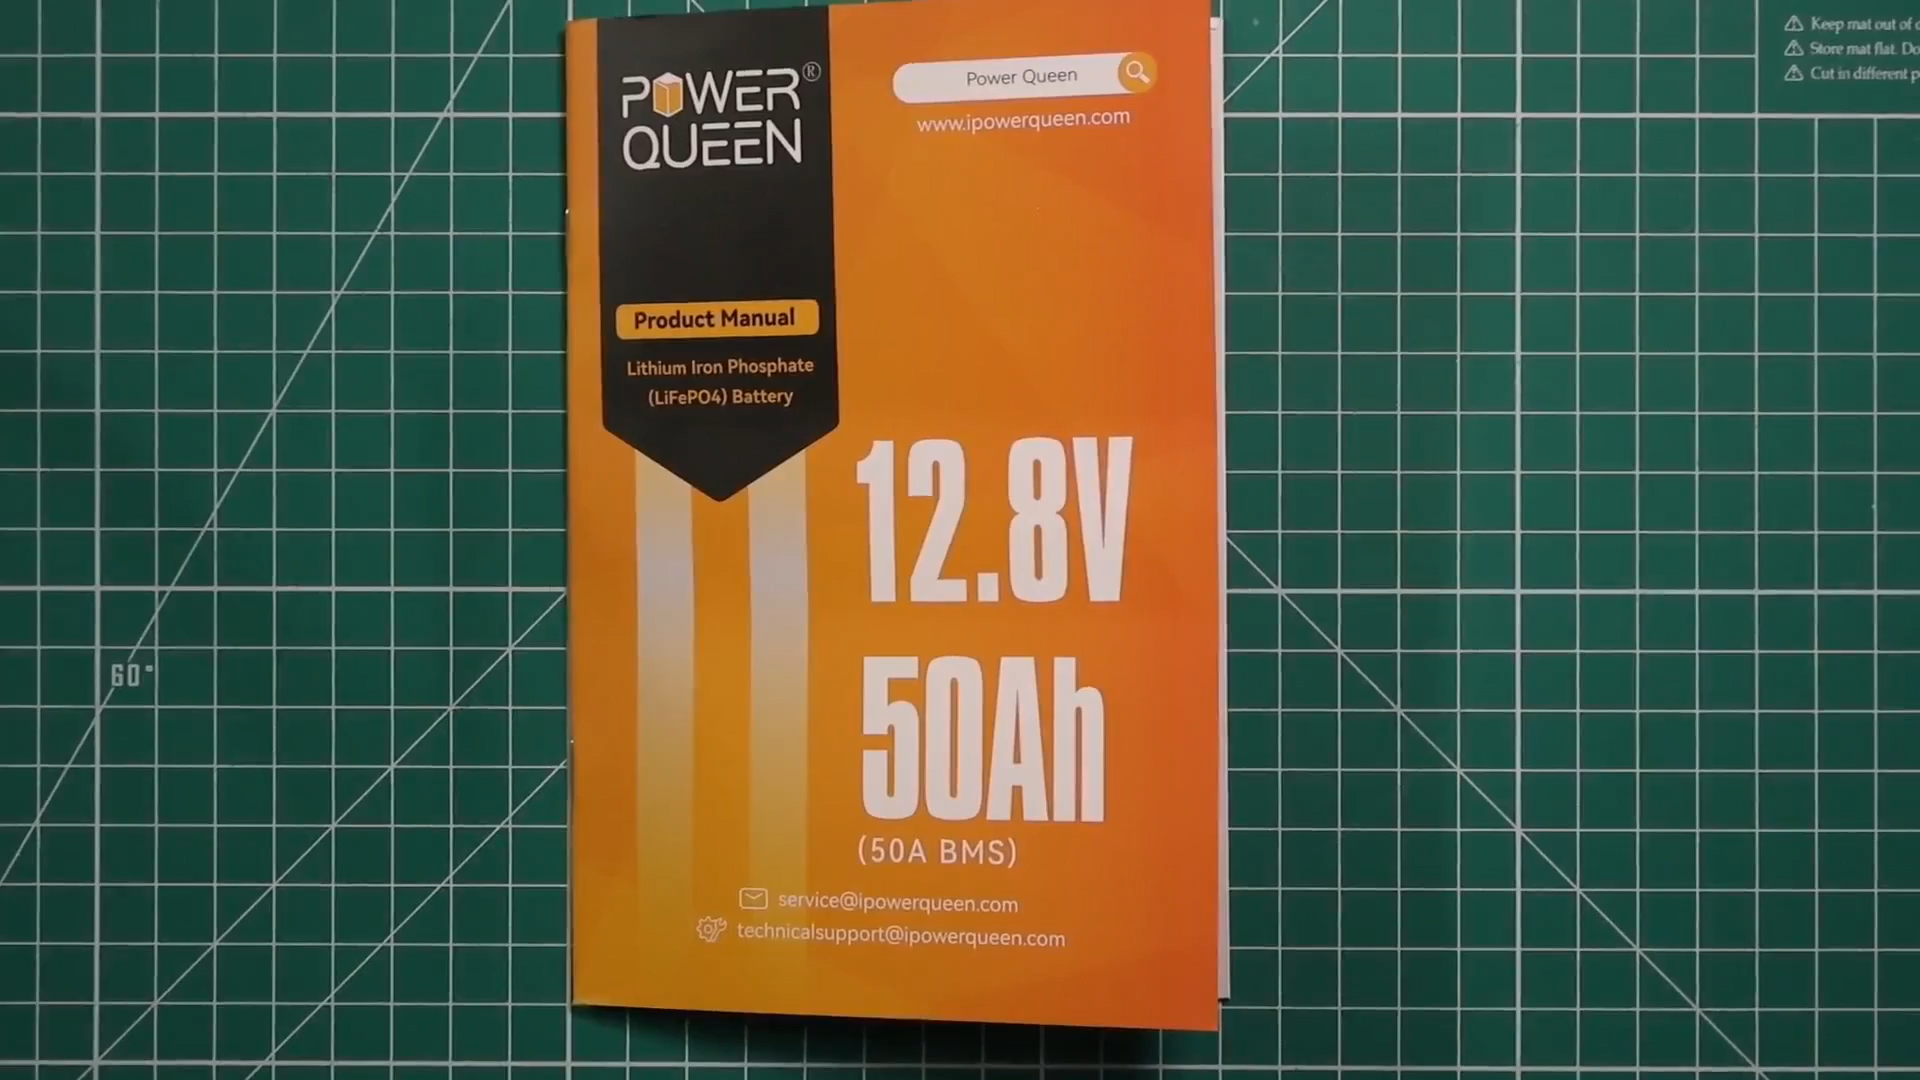 POWER®
QUEEN
Power Queen
www.ipowerqueen.com
Product Manual
Lithium Iron Phosphate
(LiFePO4) Battery
12.8V
50Ah
(50A BMS)
service@ipowerqueen.com
technicalsupport@ipowerqueen.com
60°
Keep mat out of
Store mat flat. Do
Cut in different